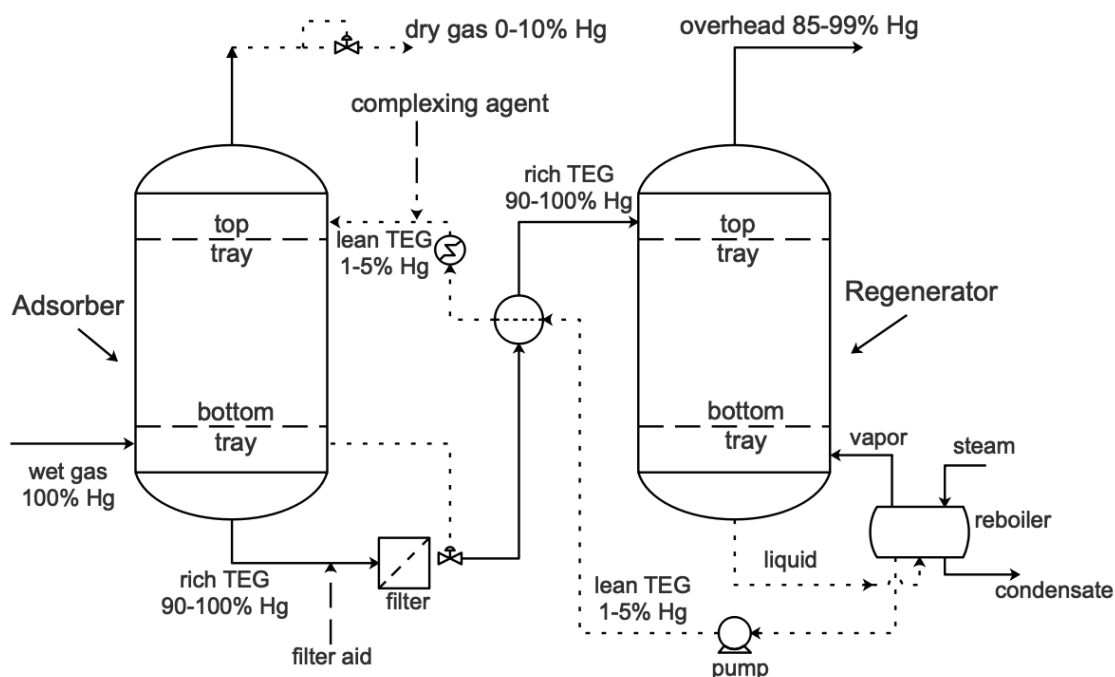 dry gas 0-10% Hg
overhead 85-99% Hg
complexing agent
rich TEG
90-100% Hg
top
tray
lean TEG
1-5% Hg
top
tray
Adsorber
Regenerator
bottom
tray
bottom
tray
vapor
steam
wet gas
100% Hg
reboiler
liquid
rich TEG
90-100% Hg
filter
lean TEG
1-5% Hg
condensate
filter aid
pump